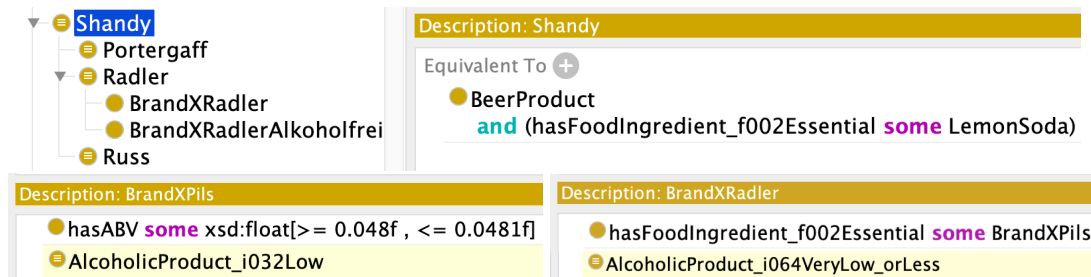 Shandy
Portergaff
Radler
BrandXRadler
BrandXRadlerAlkoholfrei
Russ
Description: Shandy
Equivalent To
BeerProduct
and (hasFoodIngredient_f002Essential some LemonSoda)
Description: BrandXPils
hasABV some xsd:float[>= 0.048f , <= 0.0481f]
AlcoholicProduct_i032Low
Description: BrandXRadler
hasFoodIngredient_f002Essential some BrandXPils
AlcoholicProduct_i064VeryLow_orLess